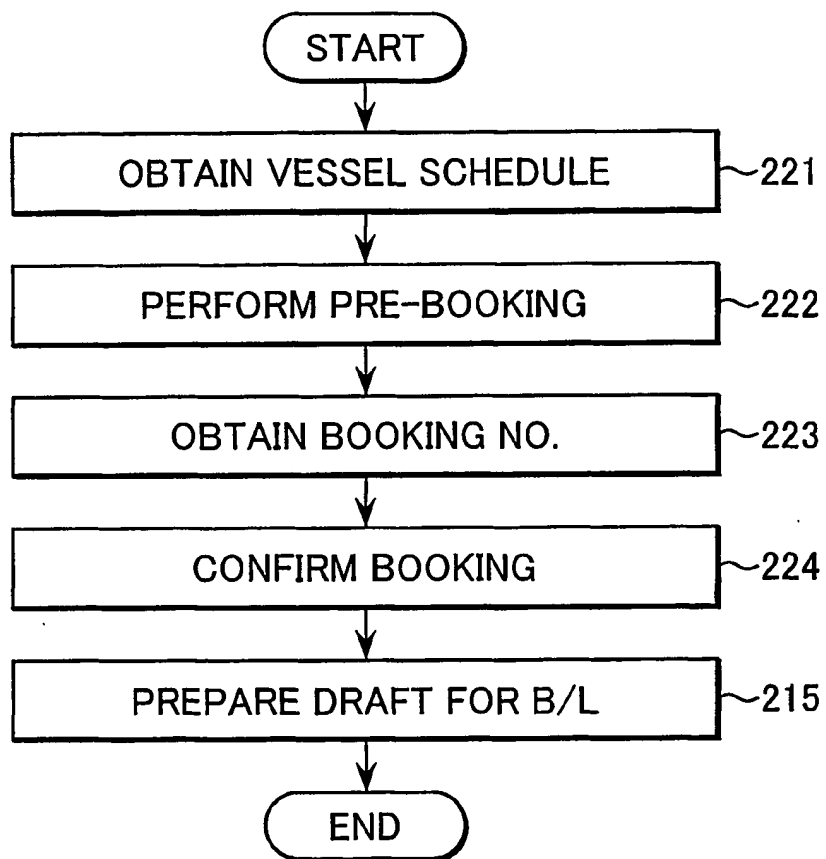 START
OBTAIN VESSEL SCHEDULE 221
PERFORM PRE-BOOKING 222
OBTAIN BOOKING NO. 223
CONFIRM BOOKING 224
PREPARE DRAFT FOR B/L 215
END